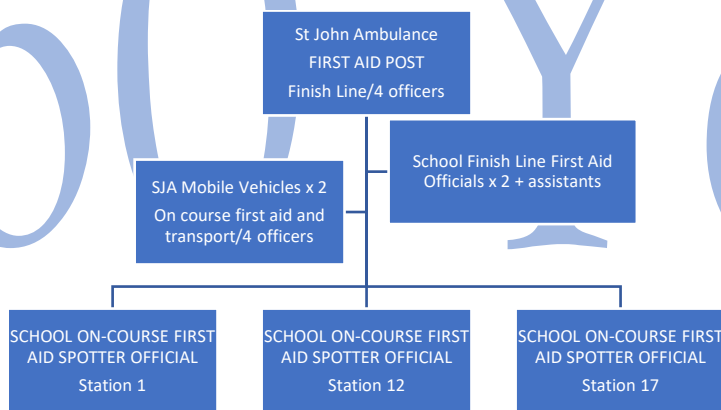 St John Ambulance
FIRST AID POST
Finish Line/4 officers
School Finish Line First Aid
Officials x 2 + assistants
SJA Mobile Vehicles x 2
On course first aid and
transport/4 officers
SCHOOL ON-COURSE FIRST
AID SPOTTER OFFICIAL
Station 1
SCHOOL ON-COURSE FIRST
AID SPOTTER OFFICIAL
Station 12
SCHOOL ON-COURSE FIRST
AID SPOTTER OFFICIAL
Station 17